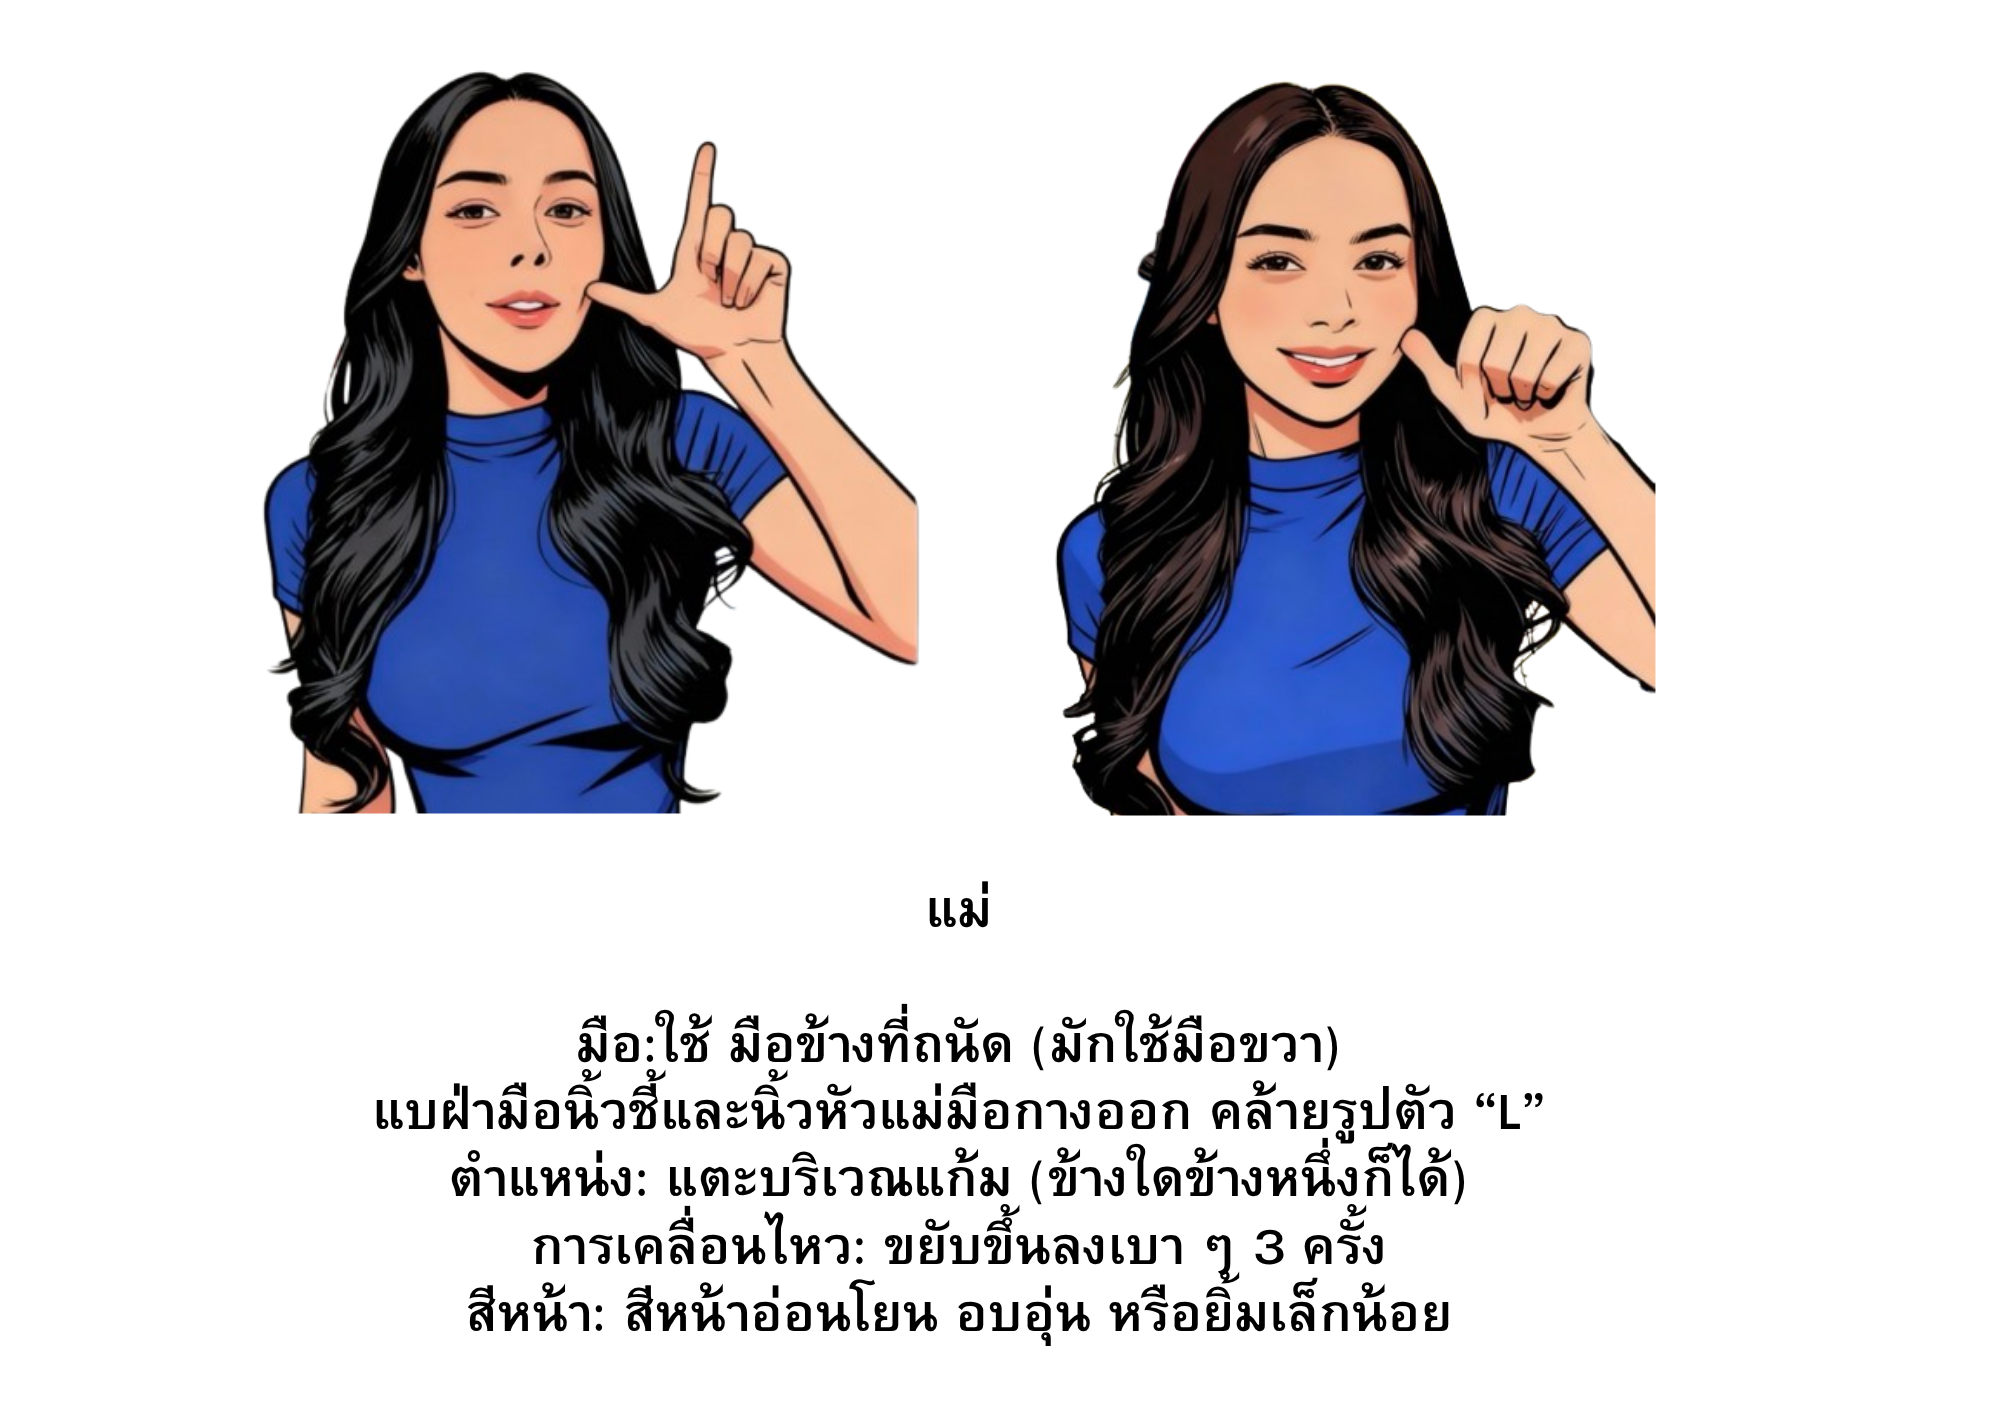 แม่
มือ:ใช้ มือข้างที่ถนัด (มักใช้มือขวา)
แบฝ่ามือนิ้วชี้และนิ้วหัวแม่มือกางออก คล้ายรูปตัว “L”
ตำแหน่ง: แตะบริเวณแก้ม (ข้างใดข้างหนึ่งก็ได้)
การเคลื่อนไหว: ขยับขึ้นลงเบา ๆ 3 ครั้ง
สีหน้า: สีหน้าอ่อนโยน อบอุ่น หรือยิ้มเล็กน้อย